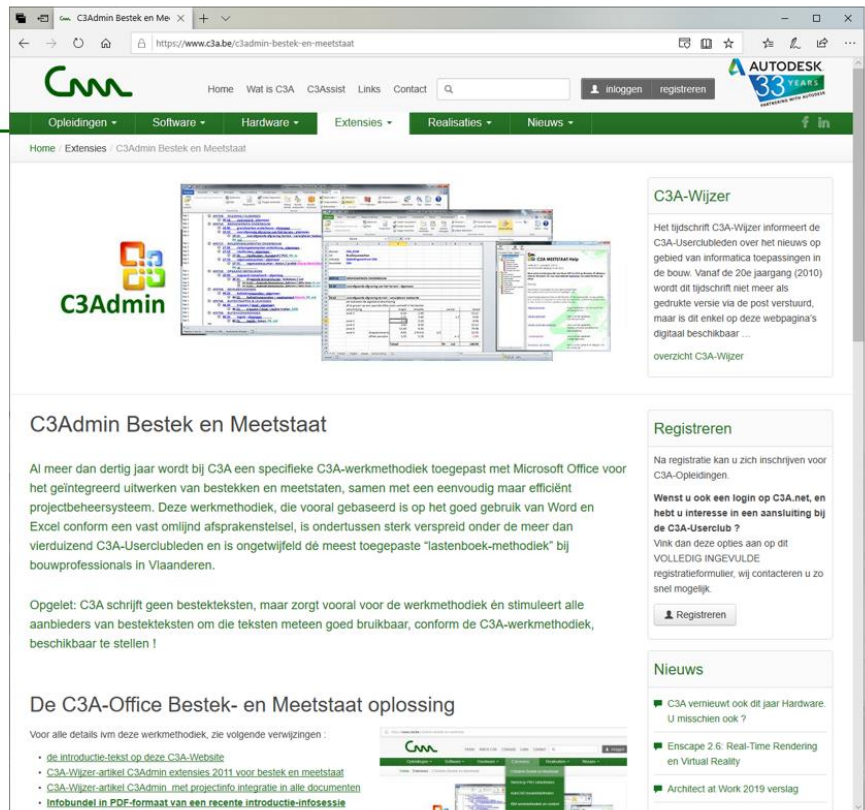 C3Admin Bestek en Me
https://www.c3a.be/c3admin-bestek-en-meetstaat
Home Wat is C3A C3Assist Links Contact
inloggen registreren
AUTODESK
33 YEARS
Opleidingen Software Hardware Extensies Realisaties Nieuws
Home / Extensies / C3Admin Bestek en Meetstaat
C3Admin
C3A-Wijzer
Het tijdschrift C3A-Wijzer informeert de
C3A-Userclubleden over het nieuws op
gebied van informatica toepassingen in
de bouw. Vanaf de 20e jaargang (2010)
wordt dit tijdschrift niet meer als
gedrukte versie via de post verstuurd,
maar is dit enkel op deze webpagina's
digitaal beschikbaar ...
overzicht C3A-Wijzer
C3Admin Bestek en Meetstaat
Al meer dan dertig jaar wordt bij C3A een specifieke C3A-werkmethodiek toegepast met Microsoft Office voor
het geïntegreerd uitwerken van bestekken en meetstaten, samen met een eenvoudig maar efficiënt
projectbeheersysteem. Deze werkmethodiek, die vooral gebaseerd is op het goed gebruik van Word en
Excel conform een vast omlijnd afsprakenstelsel, is ondertussen sterk verspreid onder de meer dan
vierduizend C3A-Userclubleden en is ongetwijfeld dé meest toegepaste “lastenboek-methodiek” bij
bouwprofessionals in Vlaanderen.
Opgelet: C3A schrijft geen bestekteksten, maar zorgt vooral voor de werkmethodiek én stimuleert alle
aanbieders van bestekteksten om die teksten meteen goed bruikbaar, conform de C3A-werkmethodiek,
beschikbaar te stellen !
Registreren
Na registratie kan u zich inschrijven voor
C3A-Opleidingen.
Wenst u ook een login op C3A.net, en
hebt u interesse in een aansluiting bij
de C3A-Userclub ?
Vink dan deze opties aan op dit
VOLLEDIG INGEVULDE
registratieformulier, wij contacteren u zo
snel mogelijk.
Registreren
De C3A-Office Bestek- en Meetstaat oplossing
Voor alle details ivm deze werkmethodiek, zie volgende verwijzingen :
• de introductie-tekst op deze C3A-Website
• C3A-Wijzer-artikel C3Admin extensies 2011 voor bestek en meetstaat
• C3A-Wijzer-artikel C3Admin met projectinfo integratie in alle documenten
• Infobundel in PDF-formaat van een recente introductie-infosessie
Nieuws
C3A vernieuwt ook dit jaar Hardware.
U misschien ook ?
Enscape 2.6: Real-Time Rendering
en Virtual Reality
Architect at Work 2019 verslag